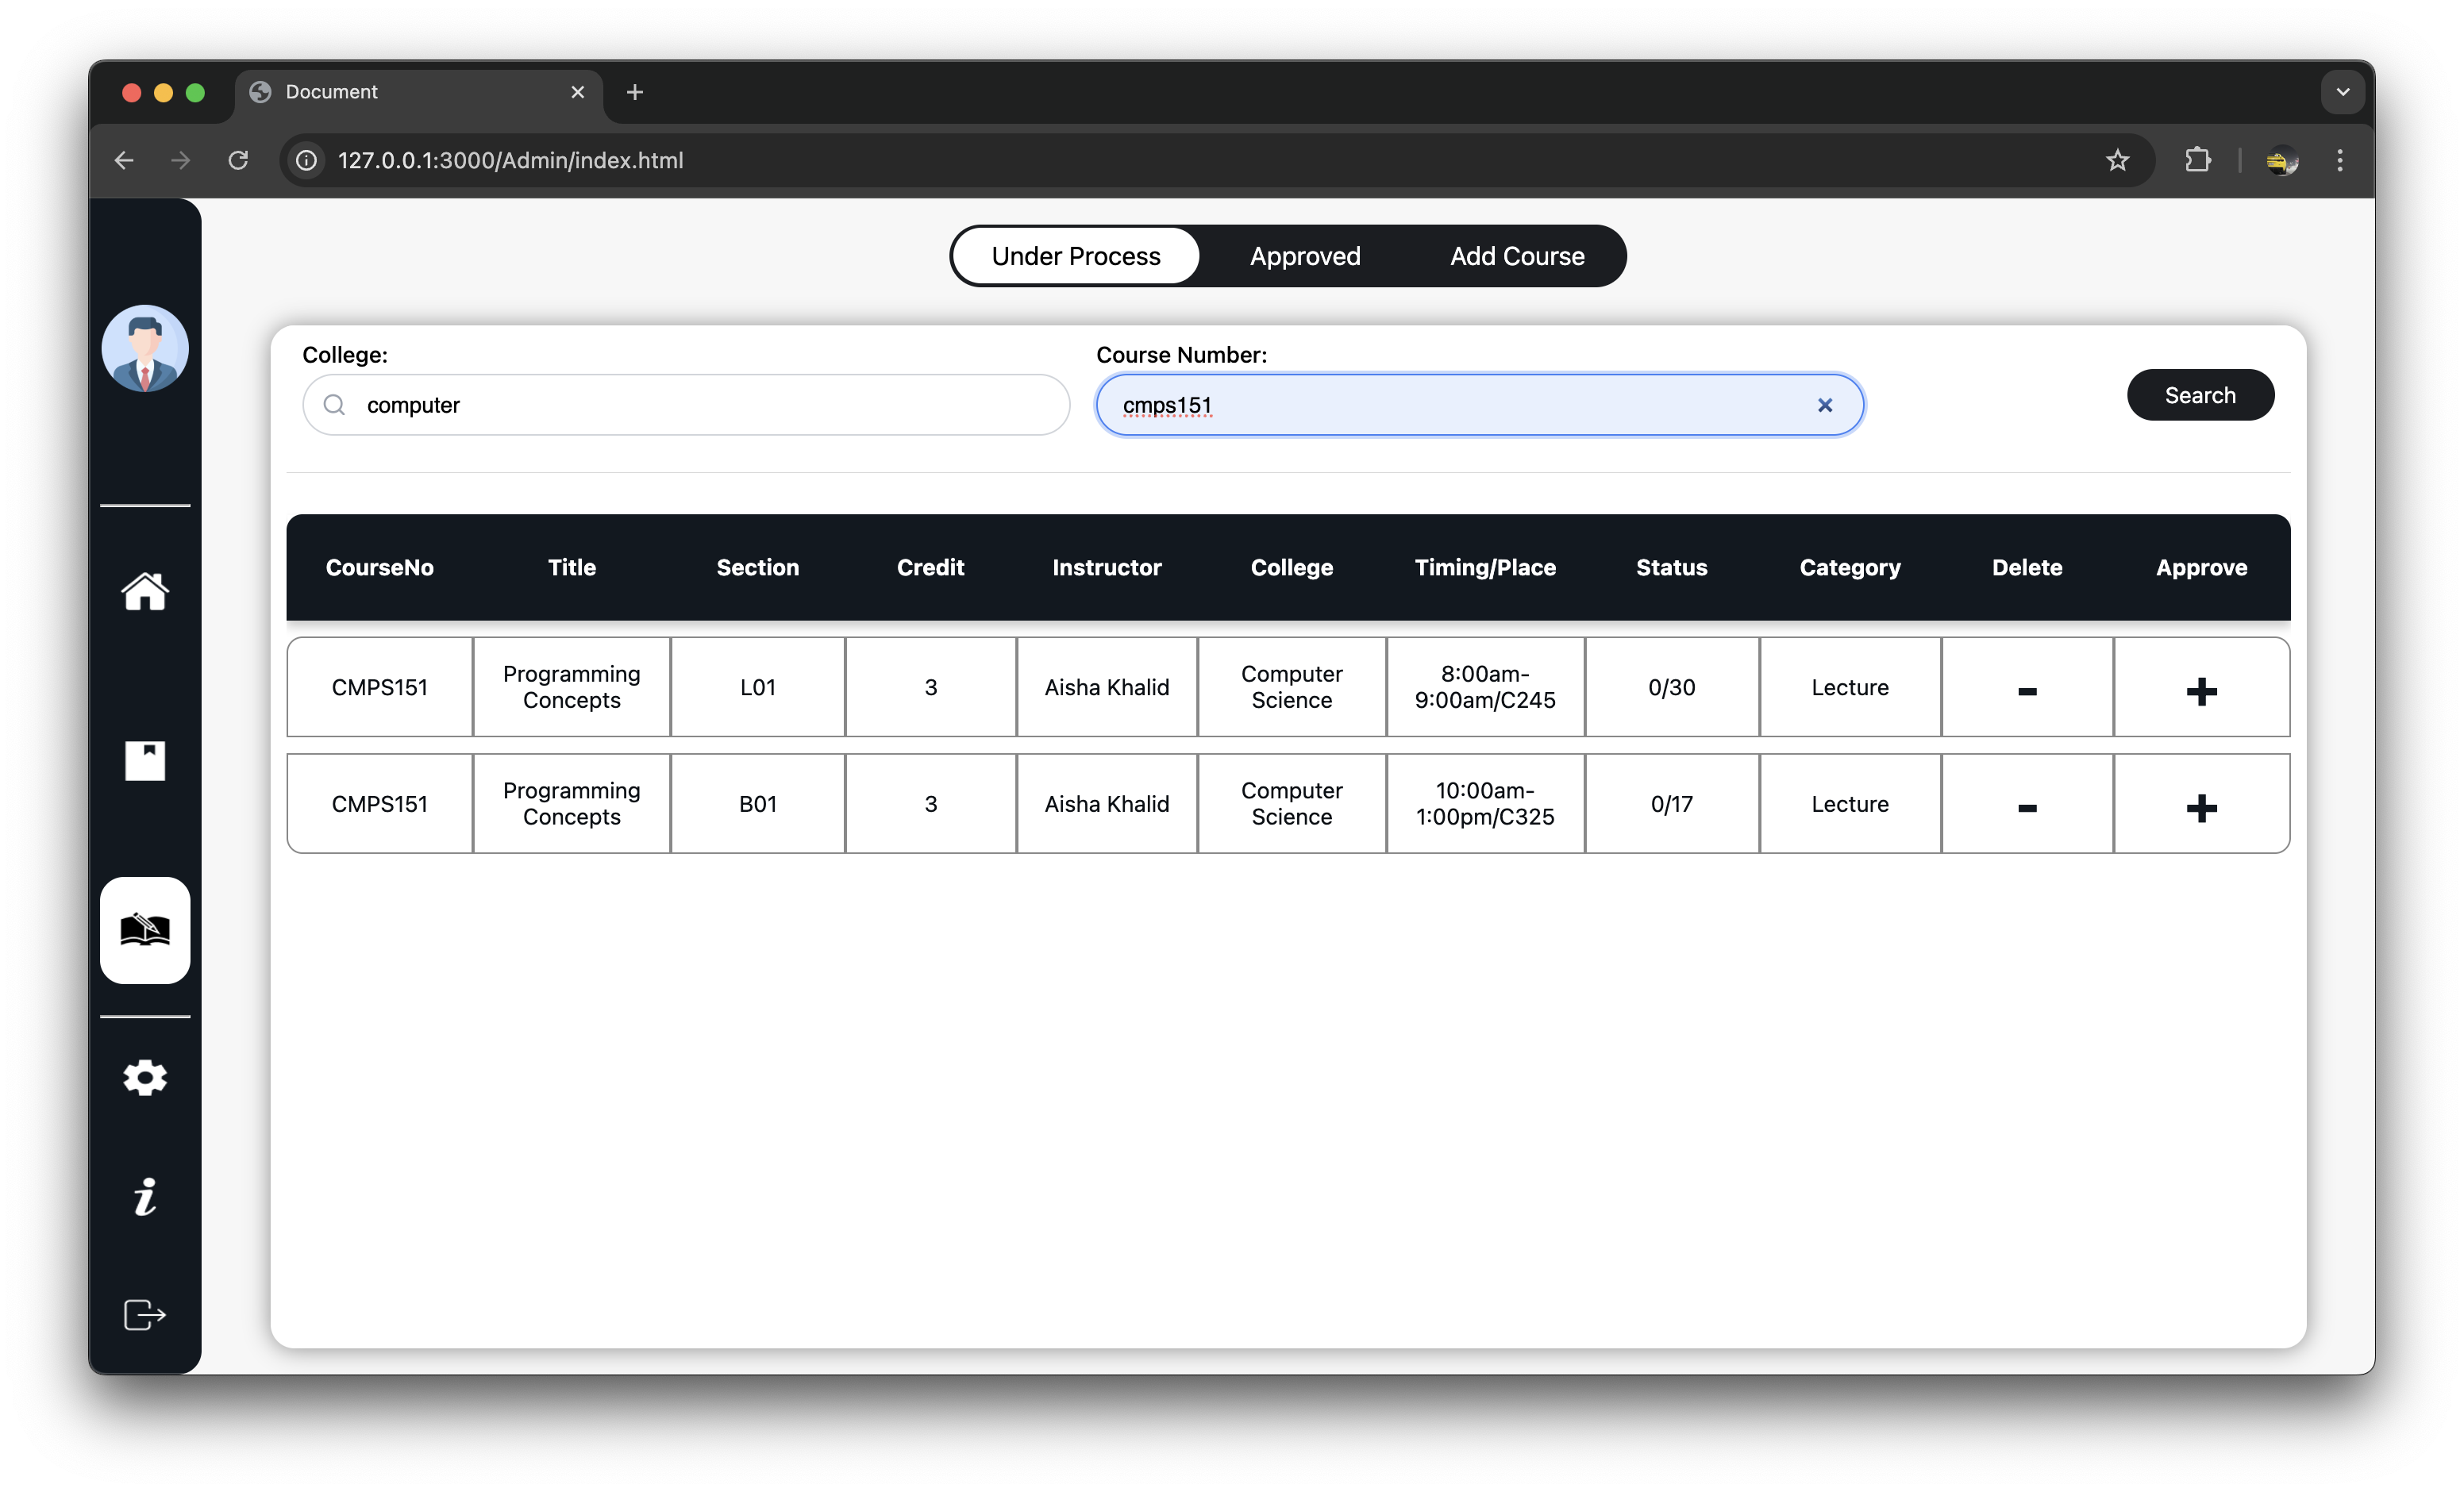 Document
127.0.0.1:3000/Admin/index.html
Under Process Approved Add Course
College: Course Number:
computer cmps151 Search
CourseNo Title Section Credit Instructor College Timing/Place Status Category Delete Approve
CMPS151 Programming Concepts L01 3 Aisha Khalid Computer Science 8:00am-9:00am/C245 0/30 Lecture - +
CMPS151 Programming Concepts B01 3 Aisha Khalid Computer Science 10:00am-1:00pm/C325 0/17 Lecture - +